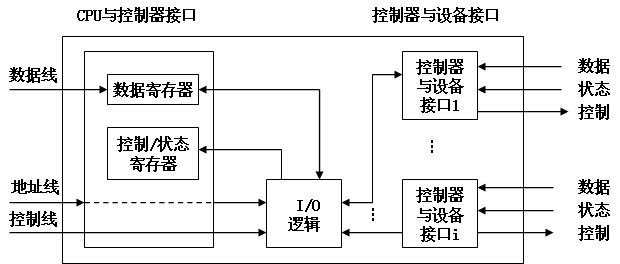 CPU与控制器接口
控制器与设备接口
数据线
数据寄存器
控制/状态
寄存器
地址线
控制线
I/O
逻辑
控制器
与设备
接口1
数据
状态
控制
控制器
与设备
接口i
数据
状态
控制